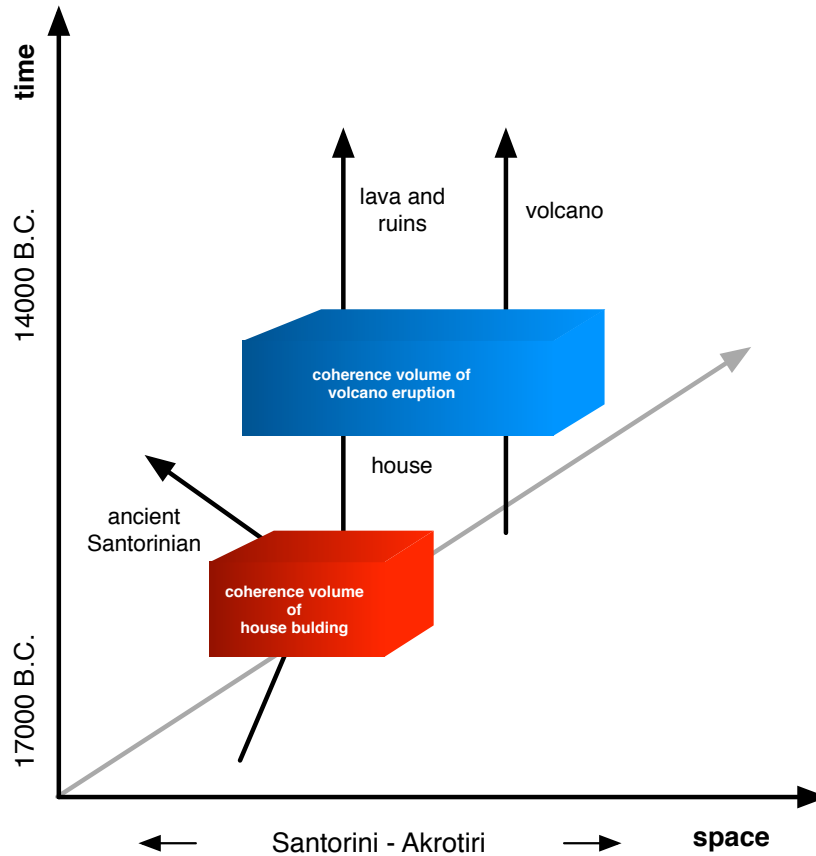 time
14000 B.C.
17000 B.C.
lava and
ruins
volcano
coherence volume of
volcano eruption
house
ancient
Santorinian
coherence volume
of
house bulding
Santorini - Akrotiri
space